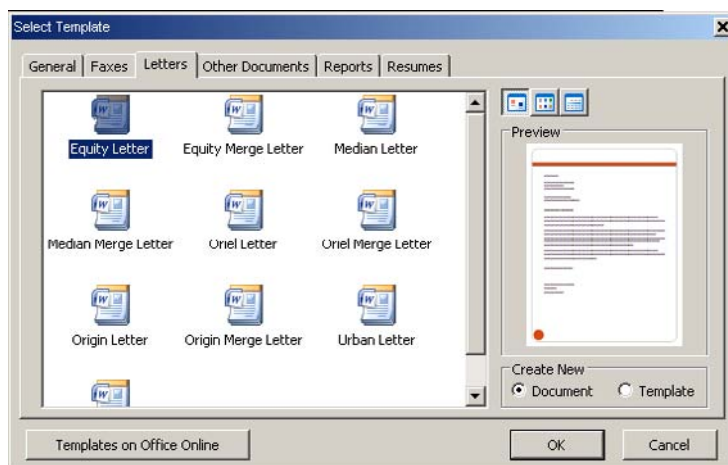 Select Template
General Faxes Letters Other Documents Reports Resumes
Equity Letter Equity Merge Letter Median Letter
Median Merge Letter Oriel Letter Oriel Merge Letter
Origin Letter Origin Merge Letter Urban Letter
Preview
Create New
Document Template
Templates on Office Online OK Cancel